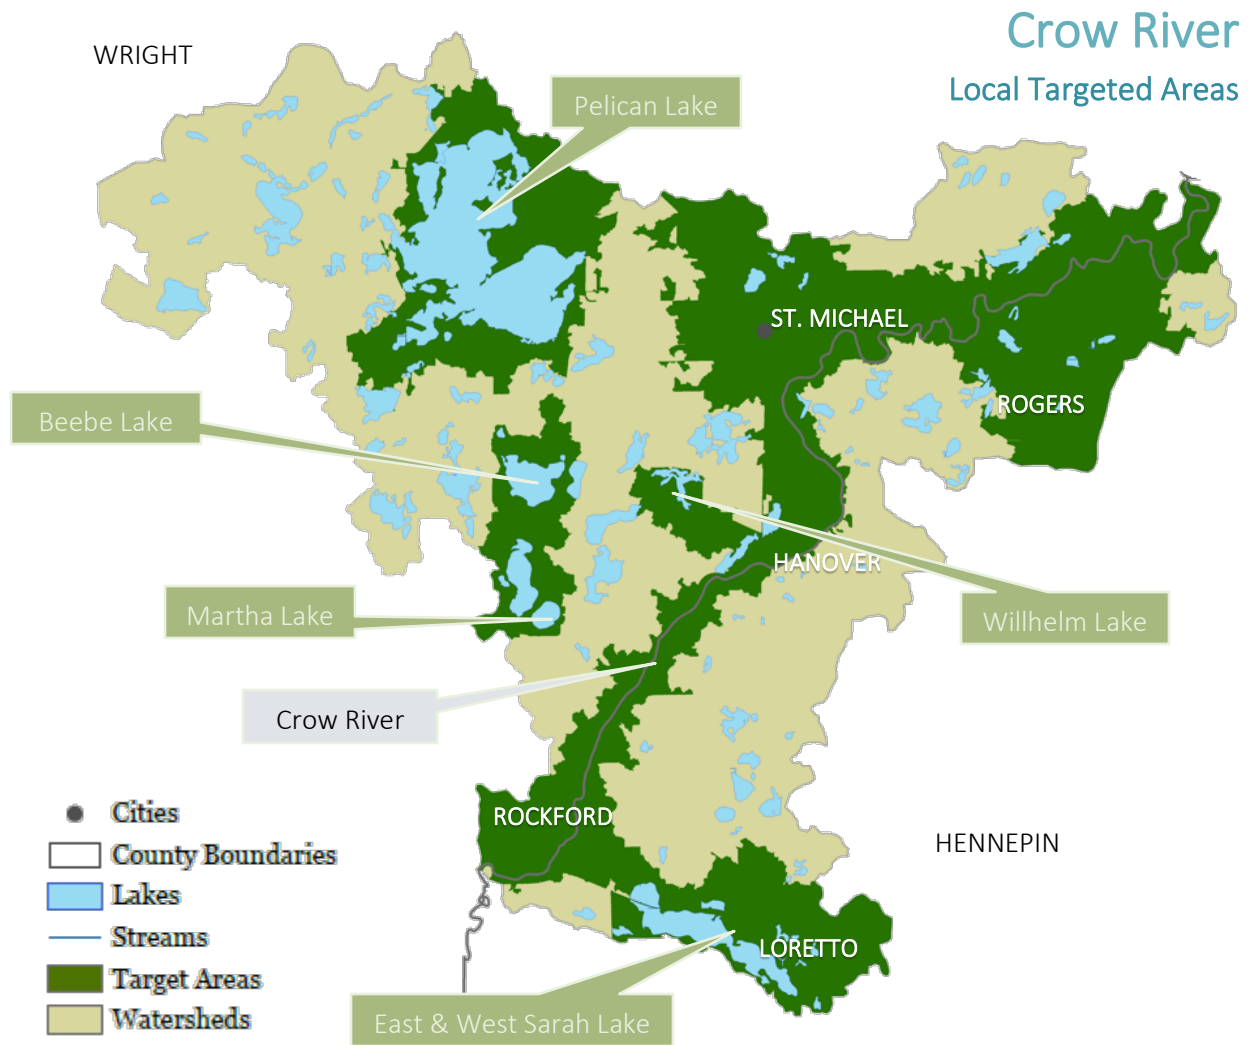 Crow River
Local Targeted Areas
WRIGHT
Pelican Lake
ST. MICHAEL
ROGERS
Beebe Lake
HANOVER
Martha Lake
Willhelm Lake
Crow River
ROCKFORD
HENNEPIN
LORETTO
East & West Sarah Lake
Cities
County Boundaries
Lakes
Streams
Target Areas
Watersheds